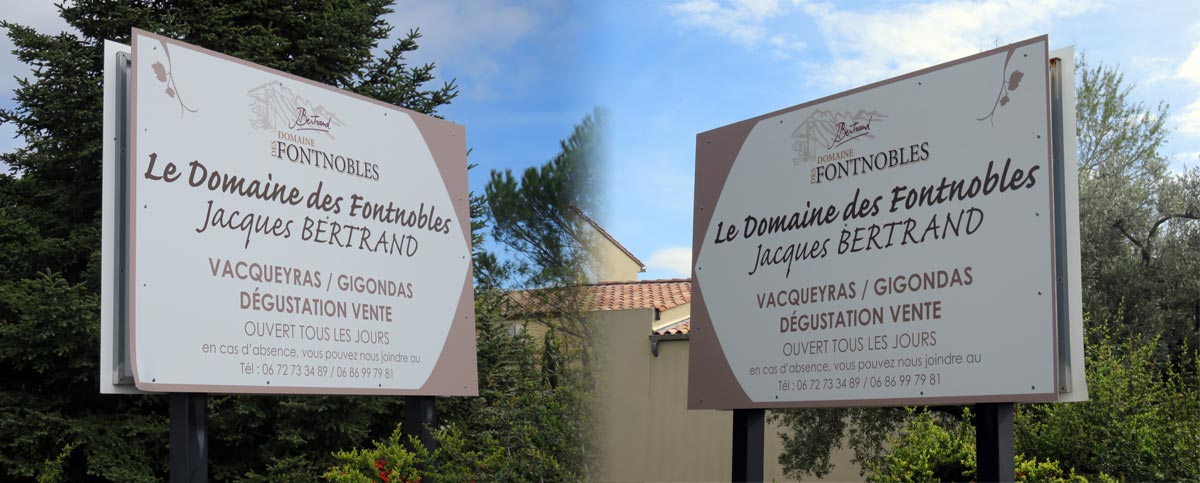 JBertrand
DOMAINE
DES FONTNOBLES
Le Domaine des Fontnobles
Jacques BERTRAND
VACQUEYRAS / GIGONDAS
DÉGUSTATION VENTE
OUVERT TOUS LES JOURS
en cas d'absence, vous pouvez nous joindre au
Tél : 06 72 73 34 89 / 06 86 99 79 81
JBertrand
DOMAINE
DES FONTNOBLES
Le Domaine des Fontnobles
Jacques BERTRAND
VACQUEYRAS / GIGONDAS
DÉGUSTATION VENTE
OUVERT TOUS LES JOURS
en cas d'absence, vous pouvez nous joindre au
Tél : 06 72 73 34 89 / 06 86 99 79 81